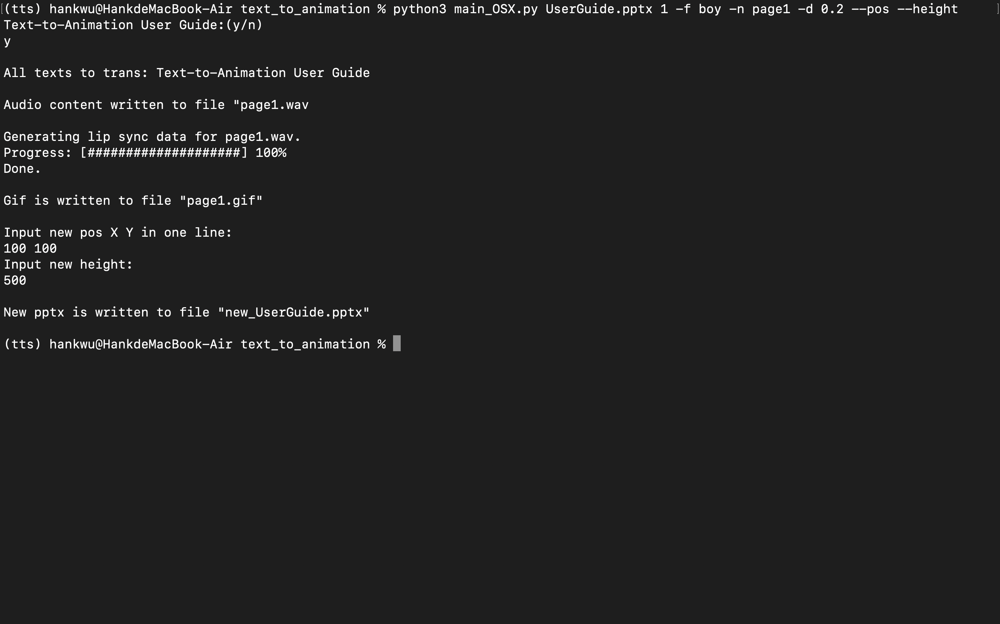 [(tts) hankwu@HankdeMacBook-Air text_to_animation % python3 main_OSX.py UserGuide.pptx 1 -f boy -n page1 -d 0.2 --pos --height ]
Text-to-Animation User Guide:(y/n)
y
All texts to trans: Text-to-Animation User Guide
Audio content written to file "page1.wav
Generating lip sync data for page1.wav.
Progress: [####################] 100%
Done.
Gif is written to file "page1.gif"
Input new pos X Y in one line:
100 100
Input new height:
500
New pptx is written to file "new_UserGuide.pptx"
(tts) hankwu@HankdeMacBook-Air text_to_animation %